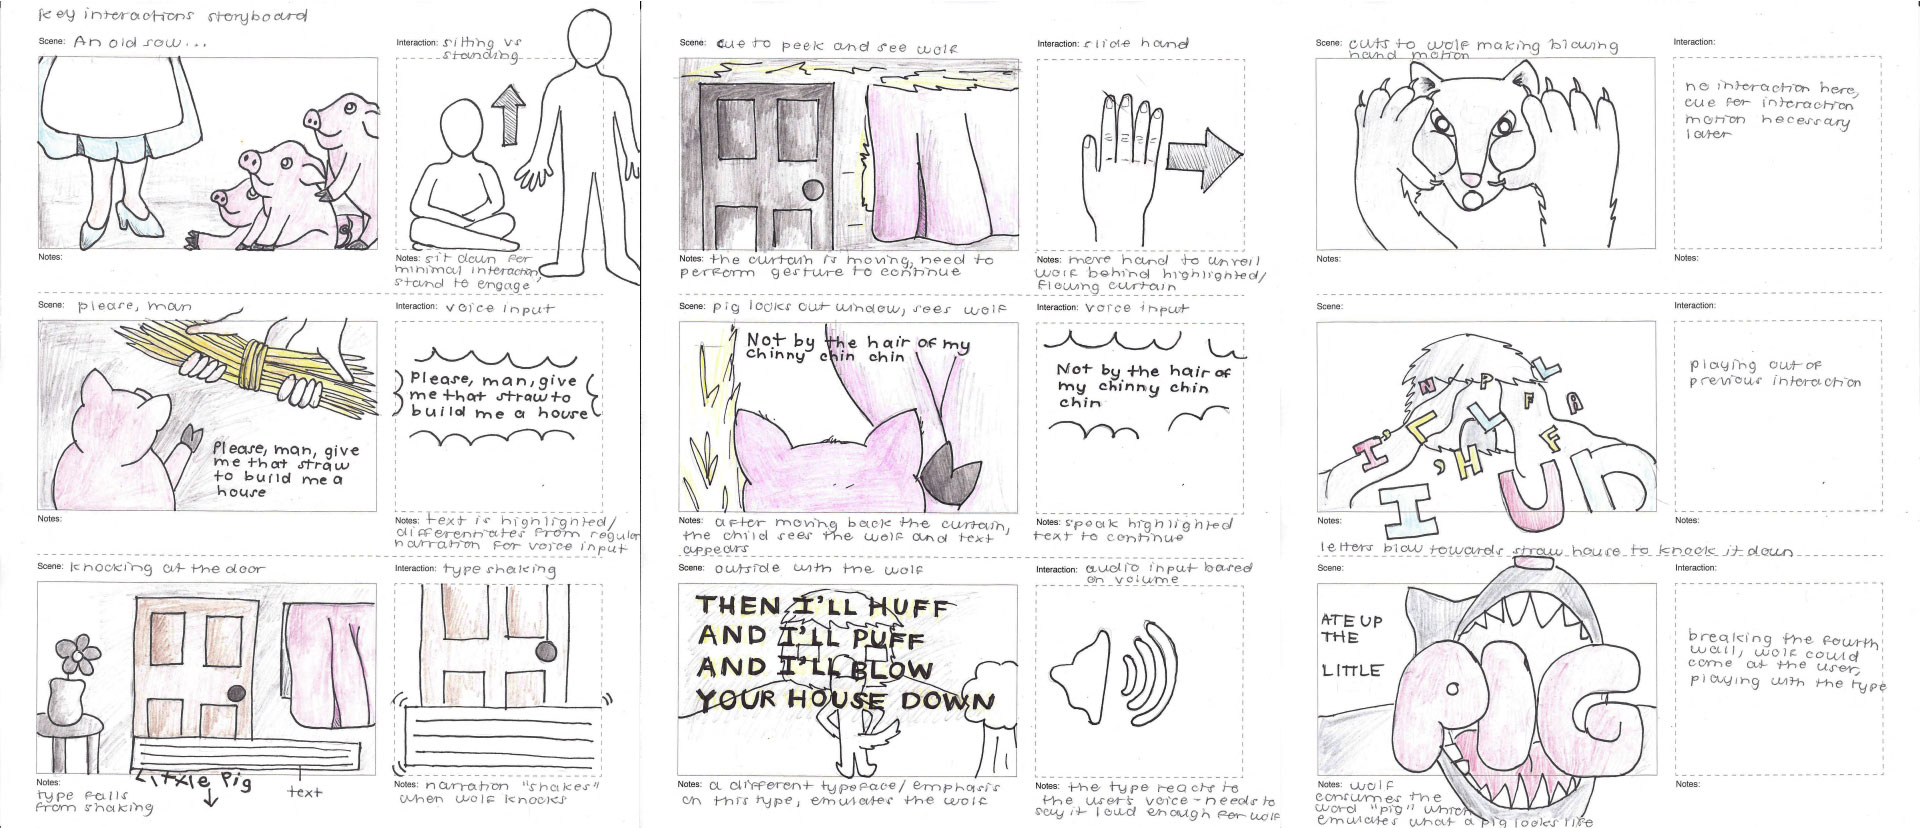 key interactions storyboard
Scene: An old sow...
Interaction: sitting vs
standing
Notes:
Notes: sit down for
minimal interaction,
stand to engage
Scene: please, man
Interaction: voice input
Please, man, give
me that straw
to build me a
house
Please, man, give
me that straw to
build me a house
Notes:
Notes: text is highlighted/
differentiates from regular
narration for voice input
Scene: knocking at the door
Interaction: type shaking
Little Pig
text
Notes:
type falls
from shaking
Notes: narration "shakes"
when wolf knocks
Scene: cue to peek and see wolf
Interaction: slide hand
Notes: the curtain is moving, need to
perform gesture to continue
Notes: move hand to unveil
wolf behind highlighted/
flowing curtain
Scene: pig looks out window, sees wolf
Interaction: voice input
Not by the hair of my
chinny chin chin
Not by the hair of
my chinny chin
chin
Notes: after moving back the curtain,
the child sees the wolf and text
appears
Notes: speak highlighted
text to continue
Scene: outside with the wolf
Interaction: audio input based
on volume
THEN I'LL HUFF
AND I'LL PUFF
AND I'LL BLOW
YOUR HOUSE DOWN
Notes: a different typeface/emphasis
on this type, emulates the wolf
Notes: the type reacts to
the user's voice - needs to
say it loud enough for wolf
Scene: cuts to wolf making blowing
hand motion
Interaction:
no interaction here,
cue for interaction
motion necessary
later
Notes:
Notes:
Scene:
Interaction:
N P L
I' L L F F A
, H F
I U D
playing out of
previous interaction
Notes:
Notes:
letters blow towards straw house to knock it down
Scene:
Interaction:
ATE UP
THE
LITTLE
PIG
breaking the fourth
wall, wolf could
come at the user,
playing with the type
Notes: wolf
consumes the
word "pig" which
emulates what a pig looks like
Notes: